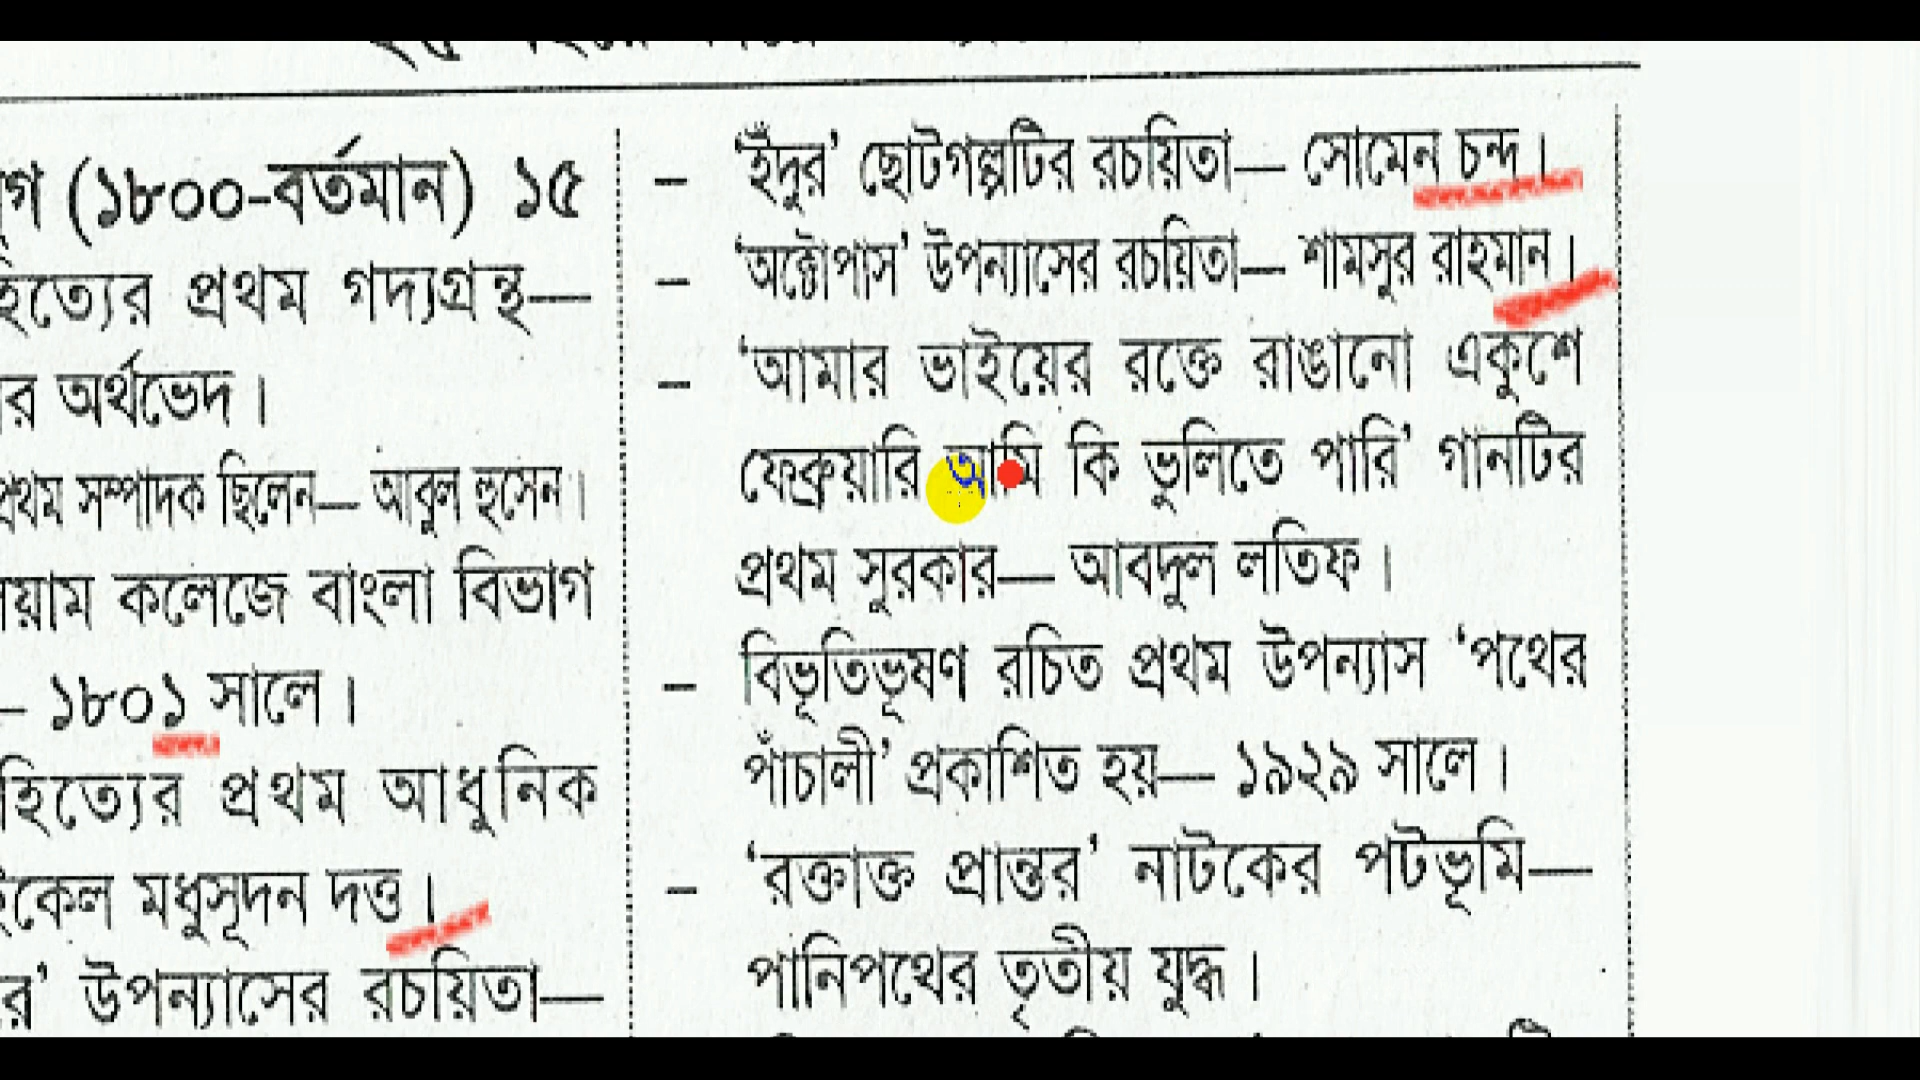 (১৮০০-বর্তমান) ১৫
প্রথম গদ্যগ্রন্থ—
অর্থভেদ।
প্রথম সম্পাদক ছিলেন— আবুল হুসেন।
কলেজে বাংলা বিভাগ
– ১৮০১ সালে।
প্রথম আধুনিক
মধুসূদন দত্ত।
উপন্যাসের রচয়িতা—
– ‘ইঁদুর’ ছোটগল্পটির রচয়িতা— সোমেন চন্দ।
– ‘অক্টোপাস’ উপন্যাসের রচয়িতা— শামসুর রাহমান।
– ‘আমার ভাইয়ের রক্তে রাঙানো একুশে
ফেব্রুয়ারি আমি কি ভুলিতে পারি’ গানটির
প্রথম সুরকার— আবদুল লতিফ।
– বিভূতিভূষণ রচিত প্রথম উপন্যাস ‘পথের
পাঁচালী’ প্রকাশিত হয়— ১৯২৯ সালে।
– ‘রক্তাক্ত প্রান্তর’ নাটকের পটভূমি—
পানিপথের তৃতীয় যুদ্ধ।